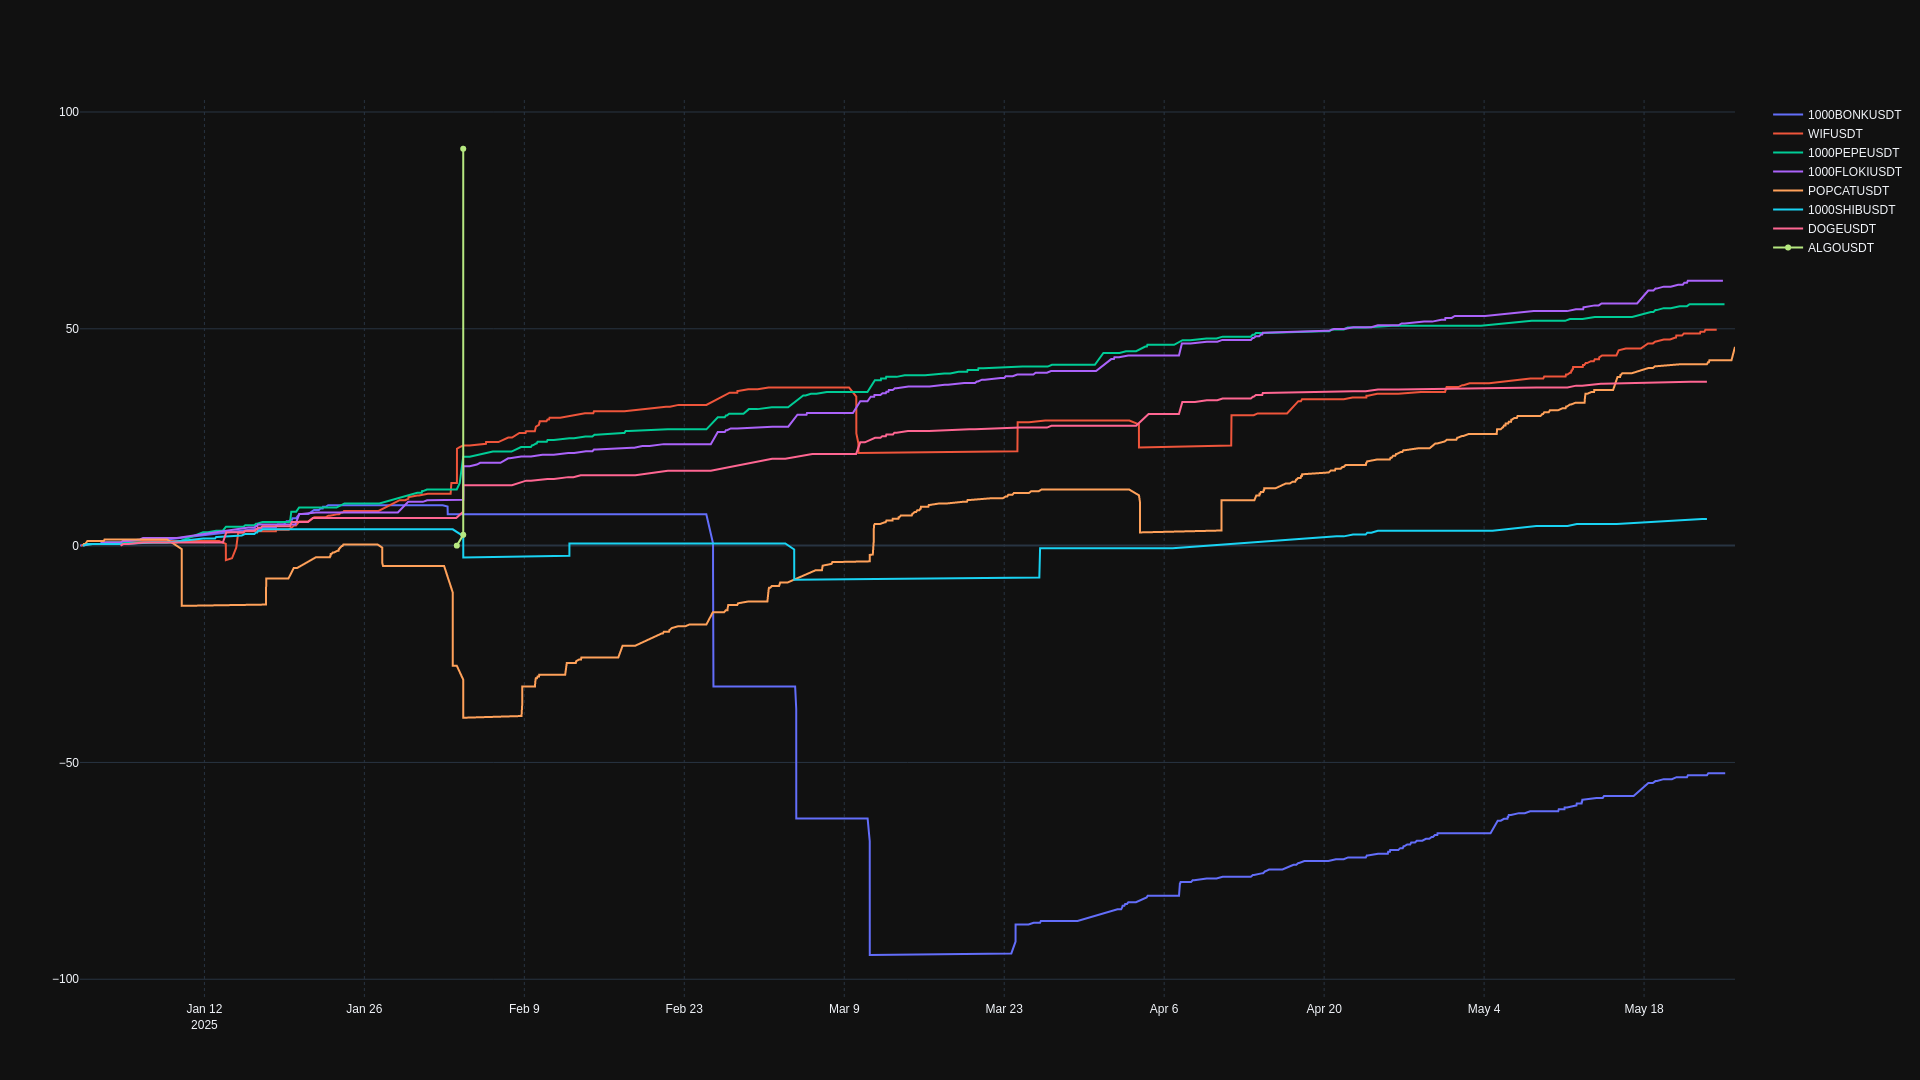 100
50
0
−50
−100
Jan 12
2025
Jan 26
Feb 9
Feb 23
Mar 9
Mar 23
Apr 6
Apr 20
May 4
May 18
1000BONKUSDT
WIFUSDT
1000PEPEUSDT
1000FLOKIUSDT
POPCATUSDT
1000SHIBUSDT
DOGEUSDT
ALGOUSDT